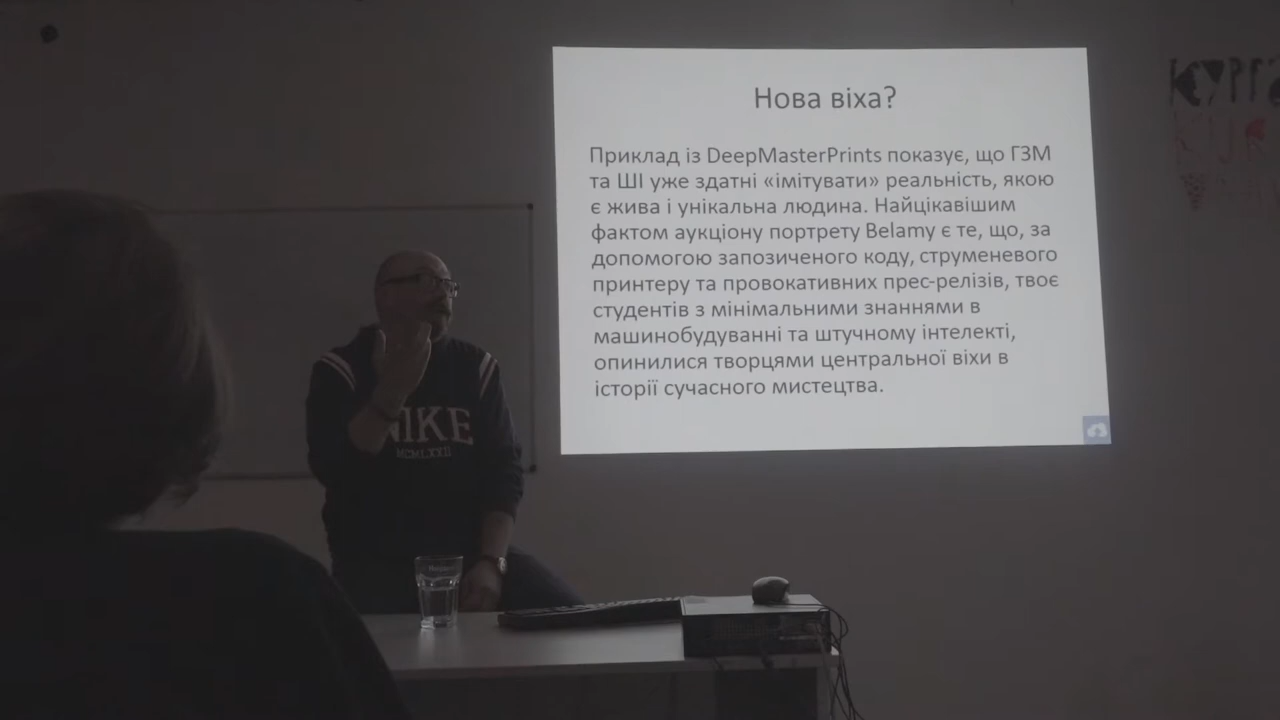 Нова віха?
Приклад із DeepMasterPrints показує, що ГЗМ
та ШІ уже здатні «імітувати» реальність, якою
є жива і унікальна людина. Найцікавішим
фактом аукціону портрету Belamy є те, що, за
допомогою запозиченого коду, струменевого
принтеру та провокативних прес-релізів, твоє
студентів з мінімальними знаннями в
машинобудуванні та штучному інтелекті,
опинилися творцями центральної віхи в
історії сучасного мистецтва.
NIKE
MCMLXXII